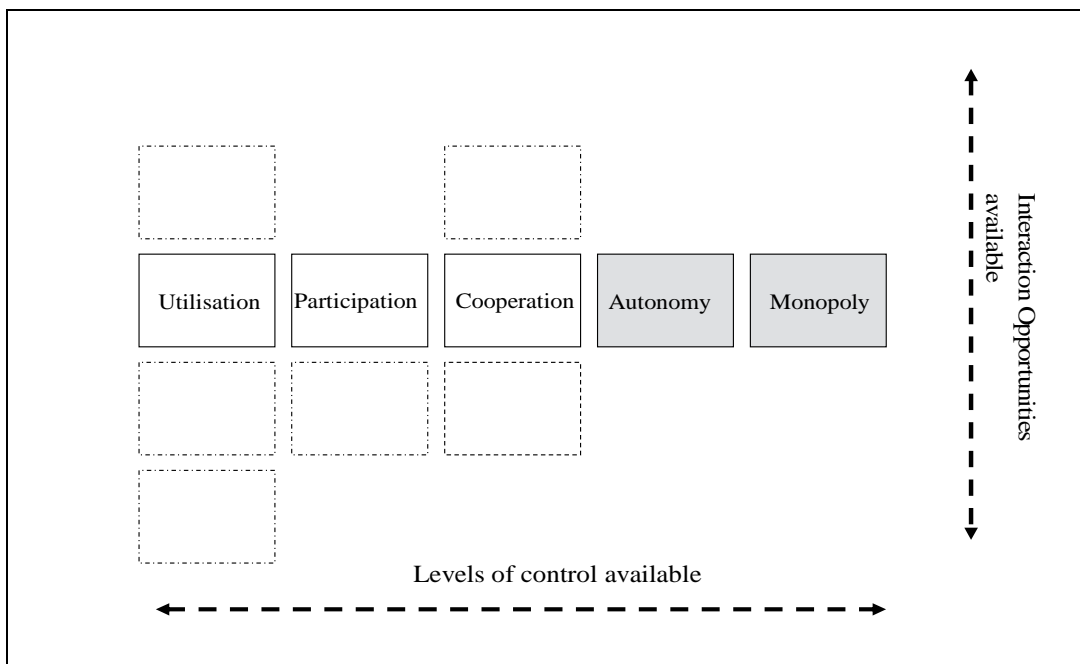 Utilisation
Participation
Cooperation
Autonomy
Monopoly
Interaction Opportunities
available
Levels of control available